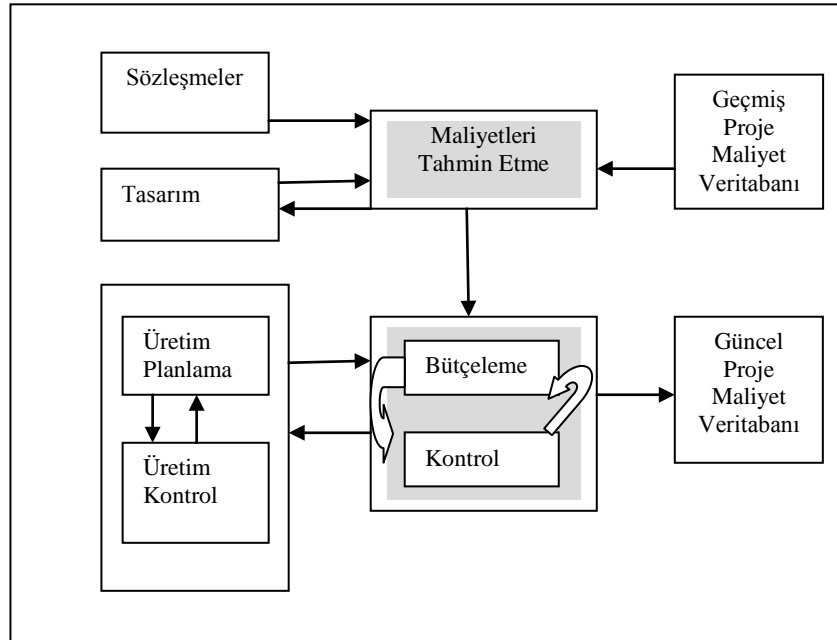 Sözleşmeler
Maliyetleri
Tahmin Etme
Geçmiş
Proje
Maliyet
Veritabanı
Tasarım
Üretim
Planlama
Üretim
Kontrol
Bütçeleme
Kontrol
Güncel
Proje
Maliyet
Veritabanı